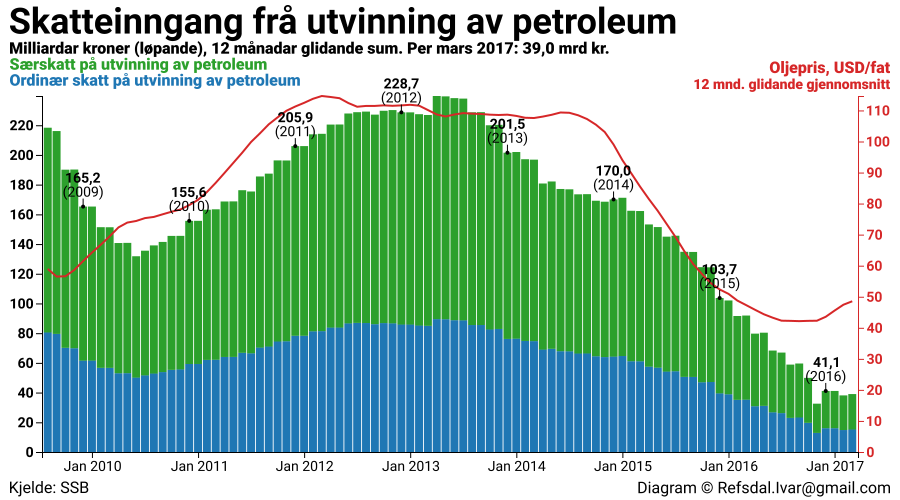 Skatteinngang frå utvinning av petroleum
Milliardar kroner (løpande), 12 månadar glidande sum. Per mars 2017: 39,0 mrd kr.
Særskatt på utvinning av petroleum
Ordinær skatt på utvinning av petroleum
Oljepris, USD/fat
12 mnd. glidande gjennomsnitt
228,7
(2012)
205,9
(2011)
201,5
(2013)
165,2
(2009)
155,6
(2010)
170,0
(2014)
103,7
(2015)
41,1
(2016)
220
200
180
160
140
120
100
80
60
40
20
0
110
100
90
80
70
60
50
40
30
20
10
0
Jan 2010
Jan 2011
Jan 2012
Jan 2013
Jan 2014
Jan 2015
Jan 2016
Jan 2017
Kjelde: SSB
Diagram © Refsdal.Ivar@gmail.com